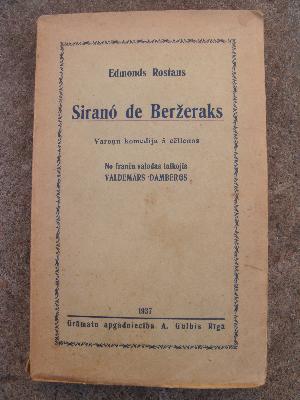 Edmonds Rostans
Siranó de Beržeraks
Varoņu komēdija 5 cēlienos
No franču valodas tulkojis
VALDEMARS DAMBERGS
1937
Grāmatu apgādniecība A. Gulbis Rīgā